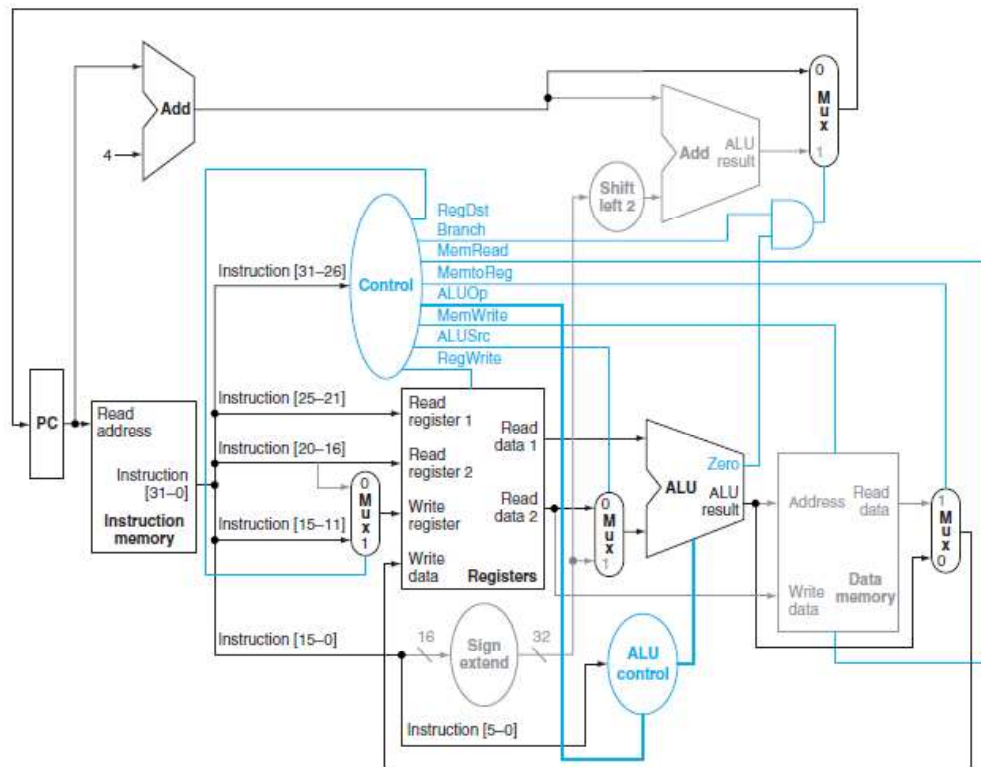 Add
4
0
M
u
x
1
Add
ALU
result
Shift
left 2
RegDst
Branch
MemRead
MemtoReg
ALUOp
MemWrite
ALUSrc
RegWrite
Control
Instruction [31–26]
PC
Read
address
Instruction
[31–0]
Instruction
memory
Instruction [25–21]
Instruction [20–16]
Instruction [15–11]
0
M
u
x
1
Read
register 1
Read
register 2
Write
register
Write
data
Read
data 1
Read
data 2
Registers
0
M
u
x
1
Zero
ALU
ALU
result
Address
Read
data
Write
data
Data
memory
1
M
u
x
0
Instruction [15–0]
16
Sign
extend
32
ALU
control
Instruction [5–0]